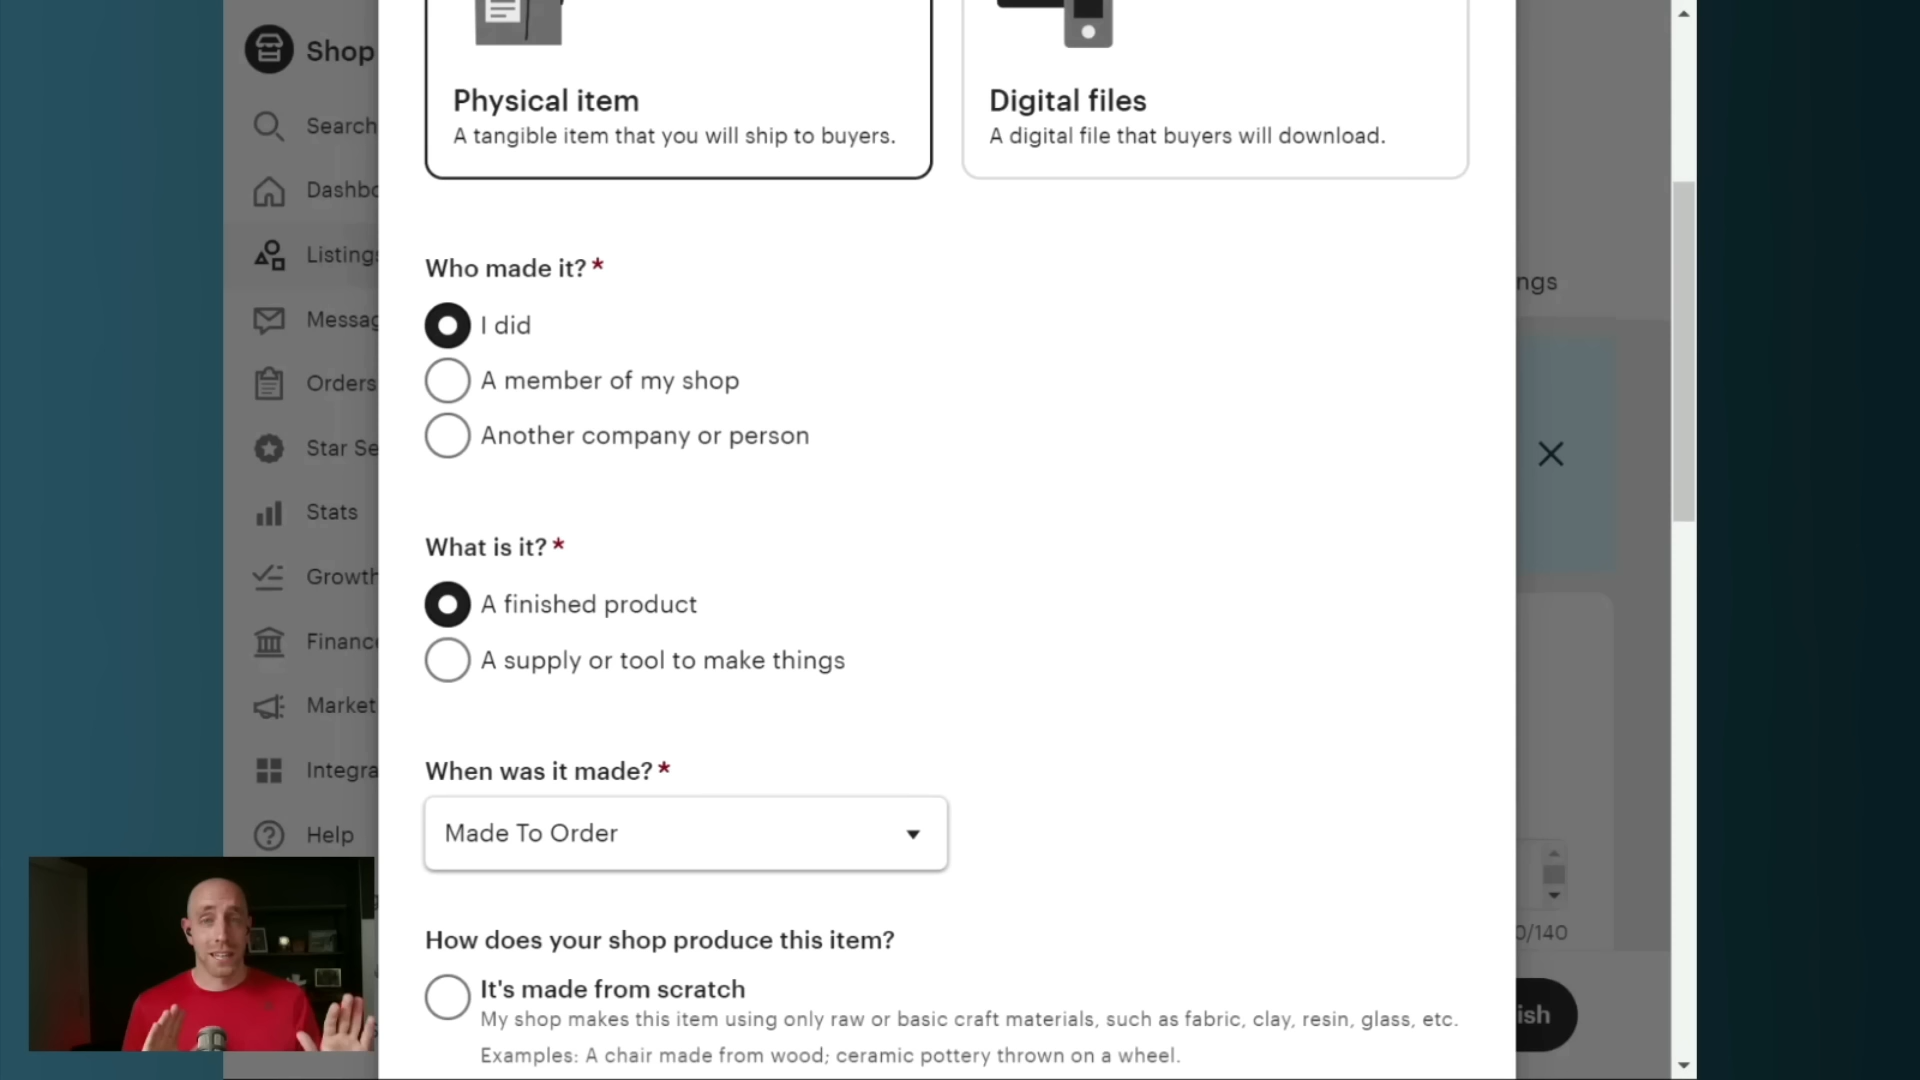 Shop
Search
Dashbo
Listings
Messag
Orders
Star Se
Stats
Growth
Finance
Market
Integra
Help
Physical item
A tangible item that you will ship to buyers.
Digital files
A digital file that buyers will download.
Who made it? *
I did
A member of my shop
Another company or person
What is it? *
A finished product
A supply or tool to make things
When was it made? *
Made To Order
How does your shop produce this item?
It's made from scratch
My shop makes this item using only raw or basic craft materials, such as fabric, clay, resin, glass, etc.
Examples: A chair made from wood; ceramic pottery thrown on a wheel.
ngs
0/140
ish